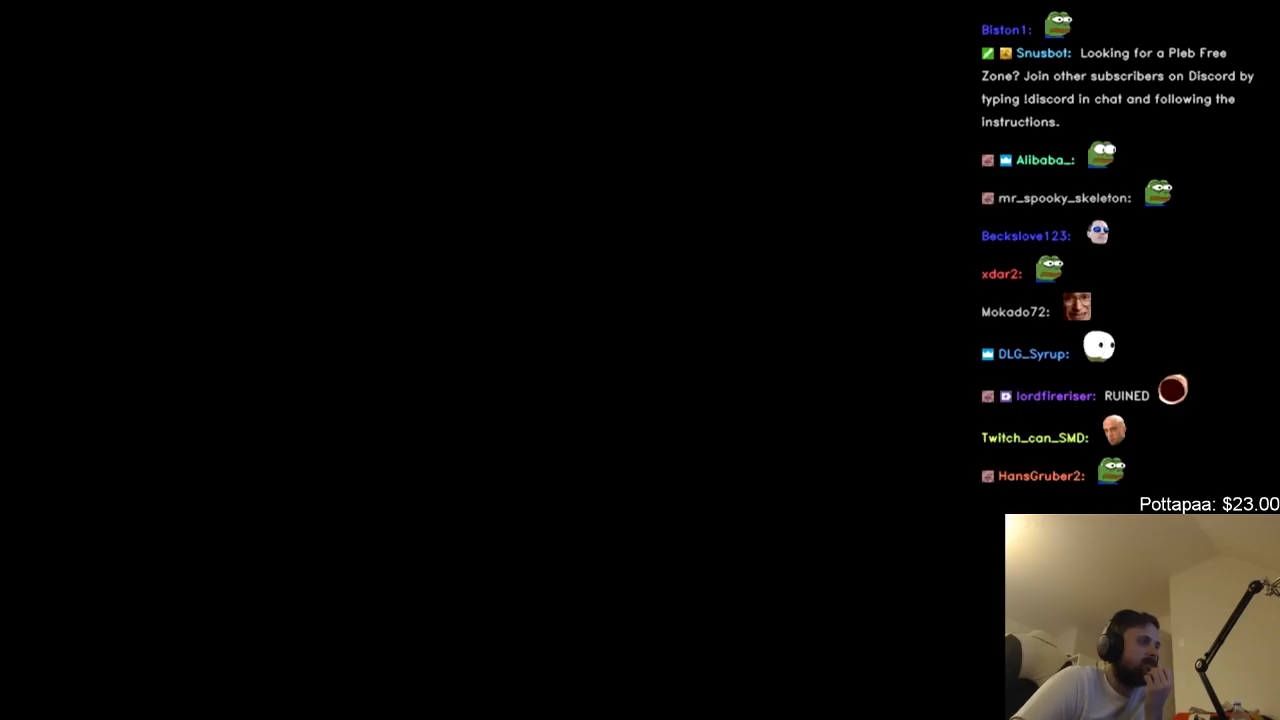 Biston1:
Snusbot: Looking for a Pleb Free
Zone? Join other subscribers on Discord by
typing !discord in chat and following the
instructions.
Alibaba_:
mr_spooky_skeleton:
Beckslove123:
xdar2:
Mokado72:
DLG_Syrup:
lordfireriser: RUINED
Twitch_can_SMD:
HansGruber2:
Pottapaa: $23.00